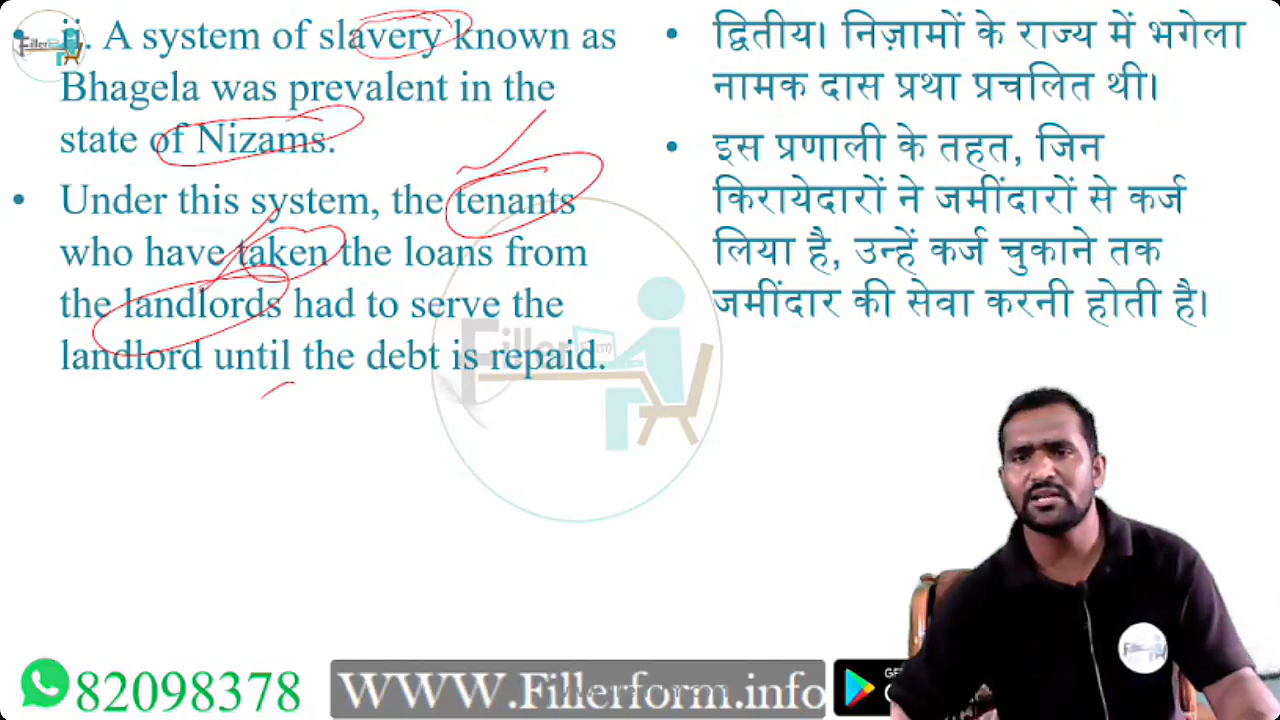 ii. A system of slavery known as
Bhagela was prevalent in the
state of Nizams.
Under this system, the tenants
who have taken the loans from
the landlords had to serve the
landlord until the debt is repaid.
द्वितीय। निज़ामों के राज्य में भगेला
नामक दास प्रथा प्रचलित थी।
इस प्रणाली के तहत, जिन
किरायेदारों ने जमींदारों से कर्ज
लिया है, उन्हें कर्ज चुकाने तक
जमींदार की सेवा करनी होती है।
82098378
WWW.Fillerform.info